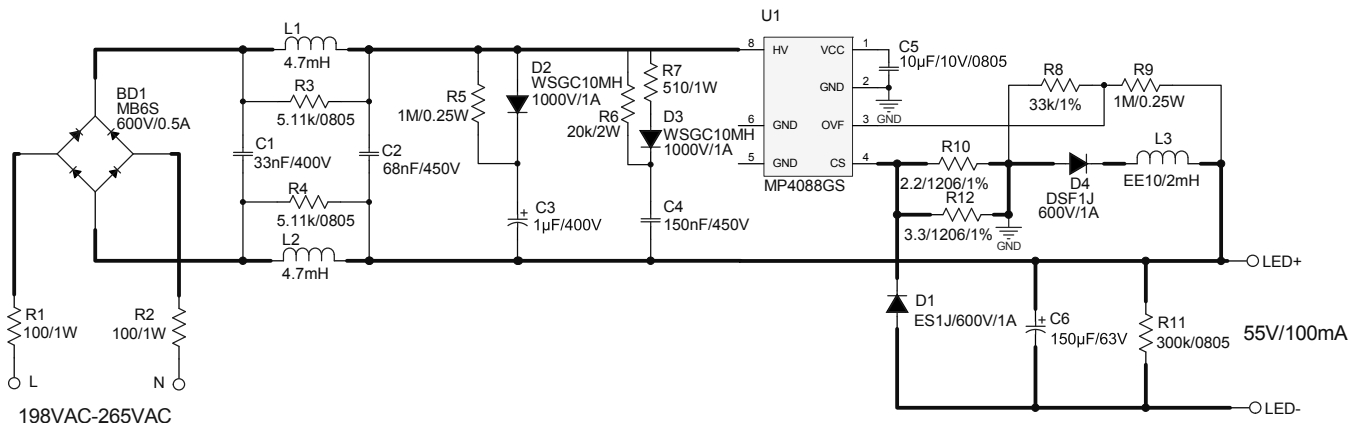 U1
L1
4.7mH
8
HV
VCC
1
C5
10µF/10V/0805
D2
WSGC10MH
1000V/1A
R7
510/1W
R8
33k/1%
R9
1M/0.25W
BD1
MB6S
600V/0.5A
R3
5.11k/0805
R5
1M/0.25W
R6
20k/2W
GND
2
GND
D3
WSGC10MH
1000V/1A
6
GND
OVF
3
L3
EE10/2mH
C1
33nF/400V
C2
68nF/450V
5
GND
CS
4
R10
2.2/1206/1%
D4
DSF1J
600V/1A
MP4088GS
R4
5.11k/0805
C3
+
1µF/400V
C4
150nF/450V
R12
3.3/1206/1%
GND
L2
4.7mH
LED+
R1
100/1W
R2
100/1W
D1
ES1J/600V/1A
+
C6
150µF/63V
R11
300k/0805
55V/100mA
L
N
198VAC-265VAC
LED-